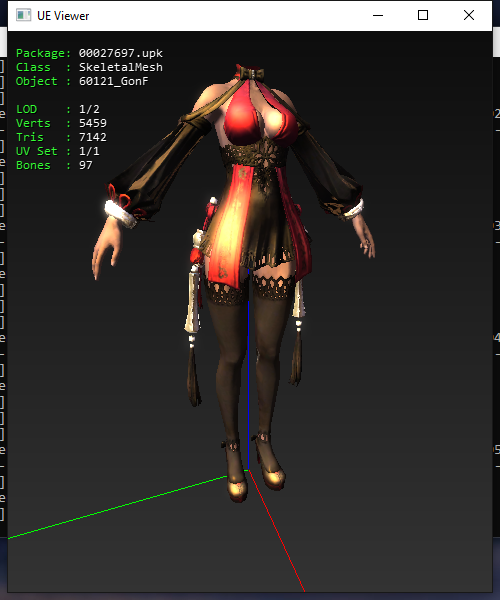 UE Viewer
Package: 00027697.upk
Class : SkeletalMesh
Object : 60121_GonF
LOD : 1/2
Verts : 5459
Tris : 7142
UV Set : 1/1
Bones : 97